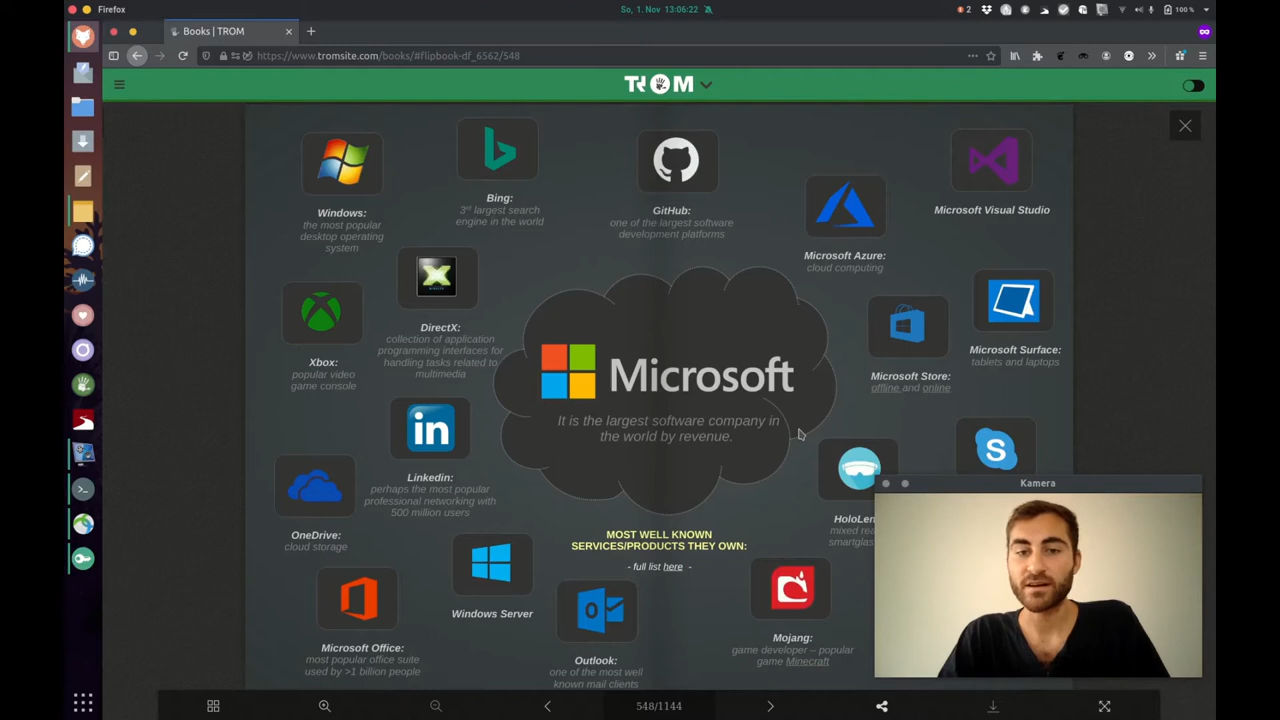 Firefox
So, 1. Nov 13:06:22
2
100 %
Books | TROM
https://www.tromsite.com/books/#flipbook-df_6562/548
TROM
Windows:
the most popular
desktop operating
system
Bing:
3rd largest search
engine in the world
GitHub:
one of the largest software
development platforms
Microsoft Azure:
cloud computing
Microsoft Visual Studio
Xbox:
popular video
game console
DirectX:
collection of application
programming interfaces for
handling tasks related to
multimedia
Microsoft
It is the largest software company in
the world by revenue.
Microsoft Store:
offline and online
Microsoft Surface:
tablets and laptops
OneDrive:
cloud storage
Linkedin:
perhaps the most popular
professional networking with
500 million users
MOST WELL KNOWN
SERVICES/PRODUCTS THEY OWN:
- full list here -
Kamera
Microsoft Office:
most popular office suite
used by >1 billion people
Windows Server
Outlook:
one of the most well
known mail clients
Mojang:
game developer – popular
game Minecraft
548/1144